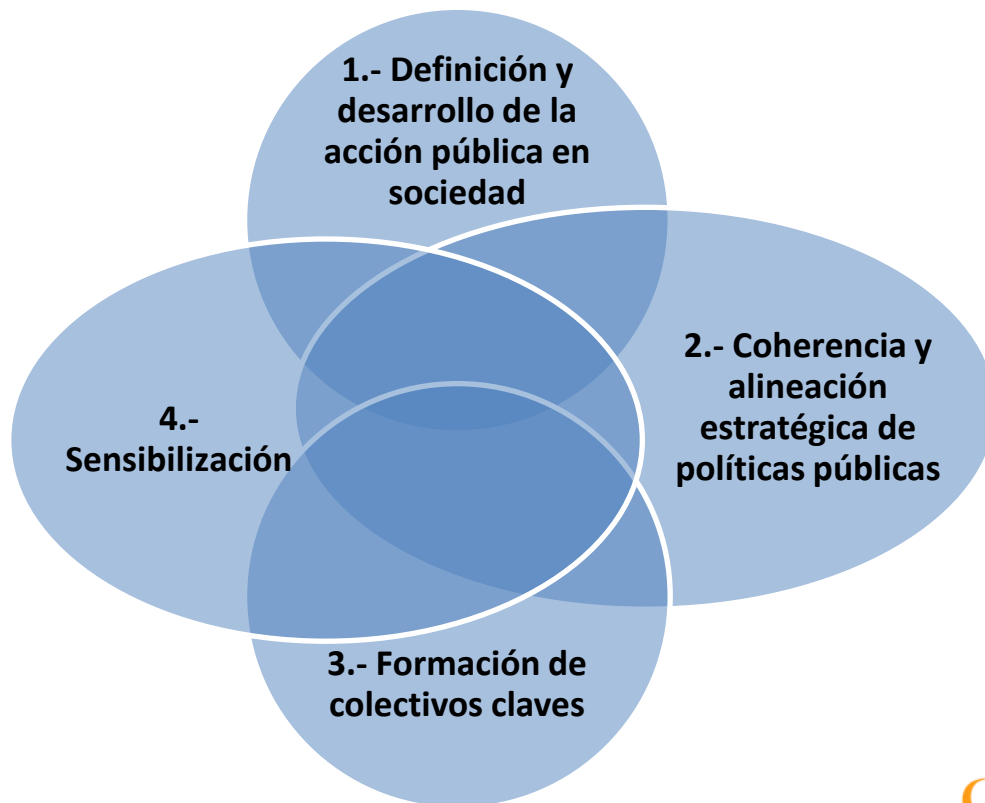 1.- Definición y
desarrollo de la
acción pública en
sociedad
2.- Coherencia y
alineación
estratégica de
políticas públicas
4.-
Sensibilización
3.- Formación de
colectivos claves